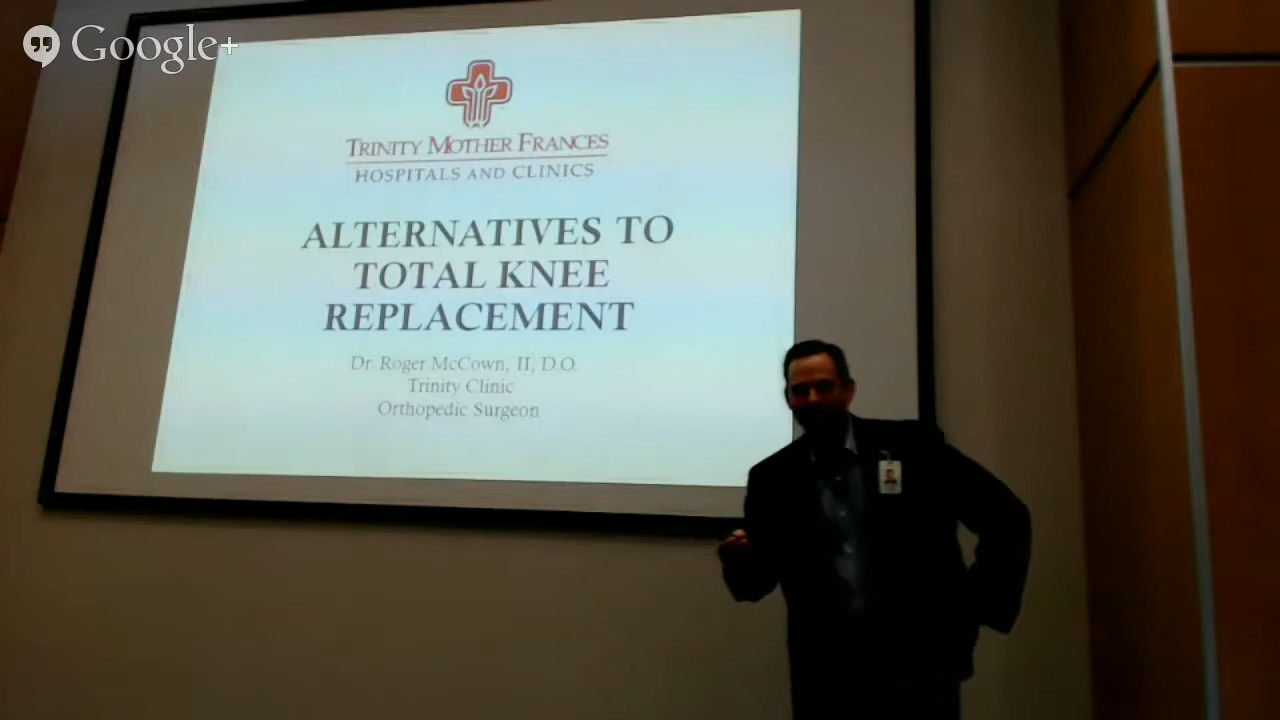 Google+
TRINITY MOTHER FRANCES
HOSPITALS AND CLINICS
ALTERNATIVES TO
TOTAL KNEE
REPLACEMENT
Dr. Roger McCown, II, D.O.
Trinity Clinic
Orthopedic Surgeon